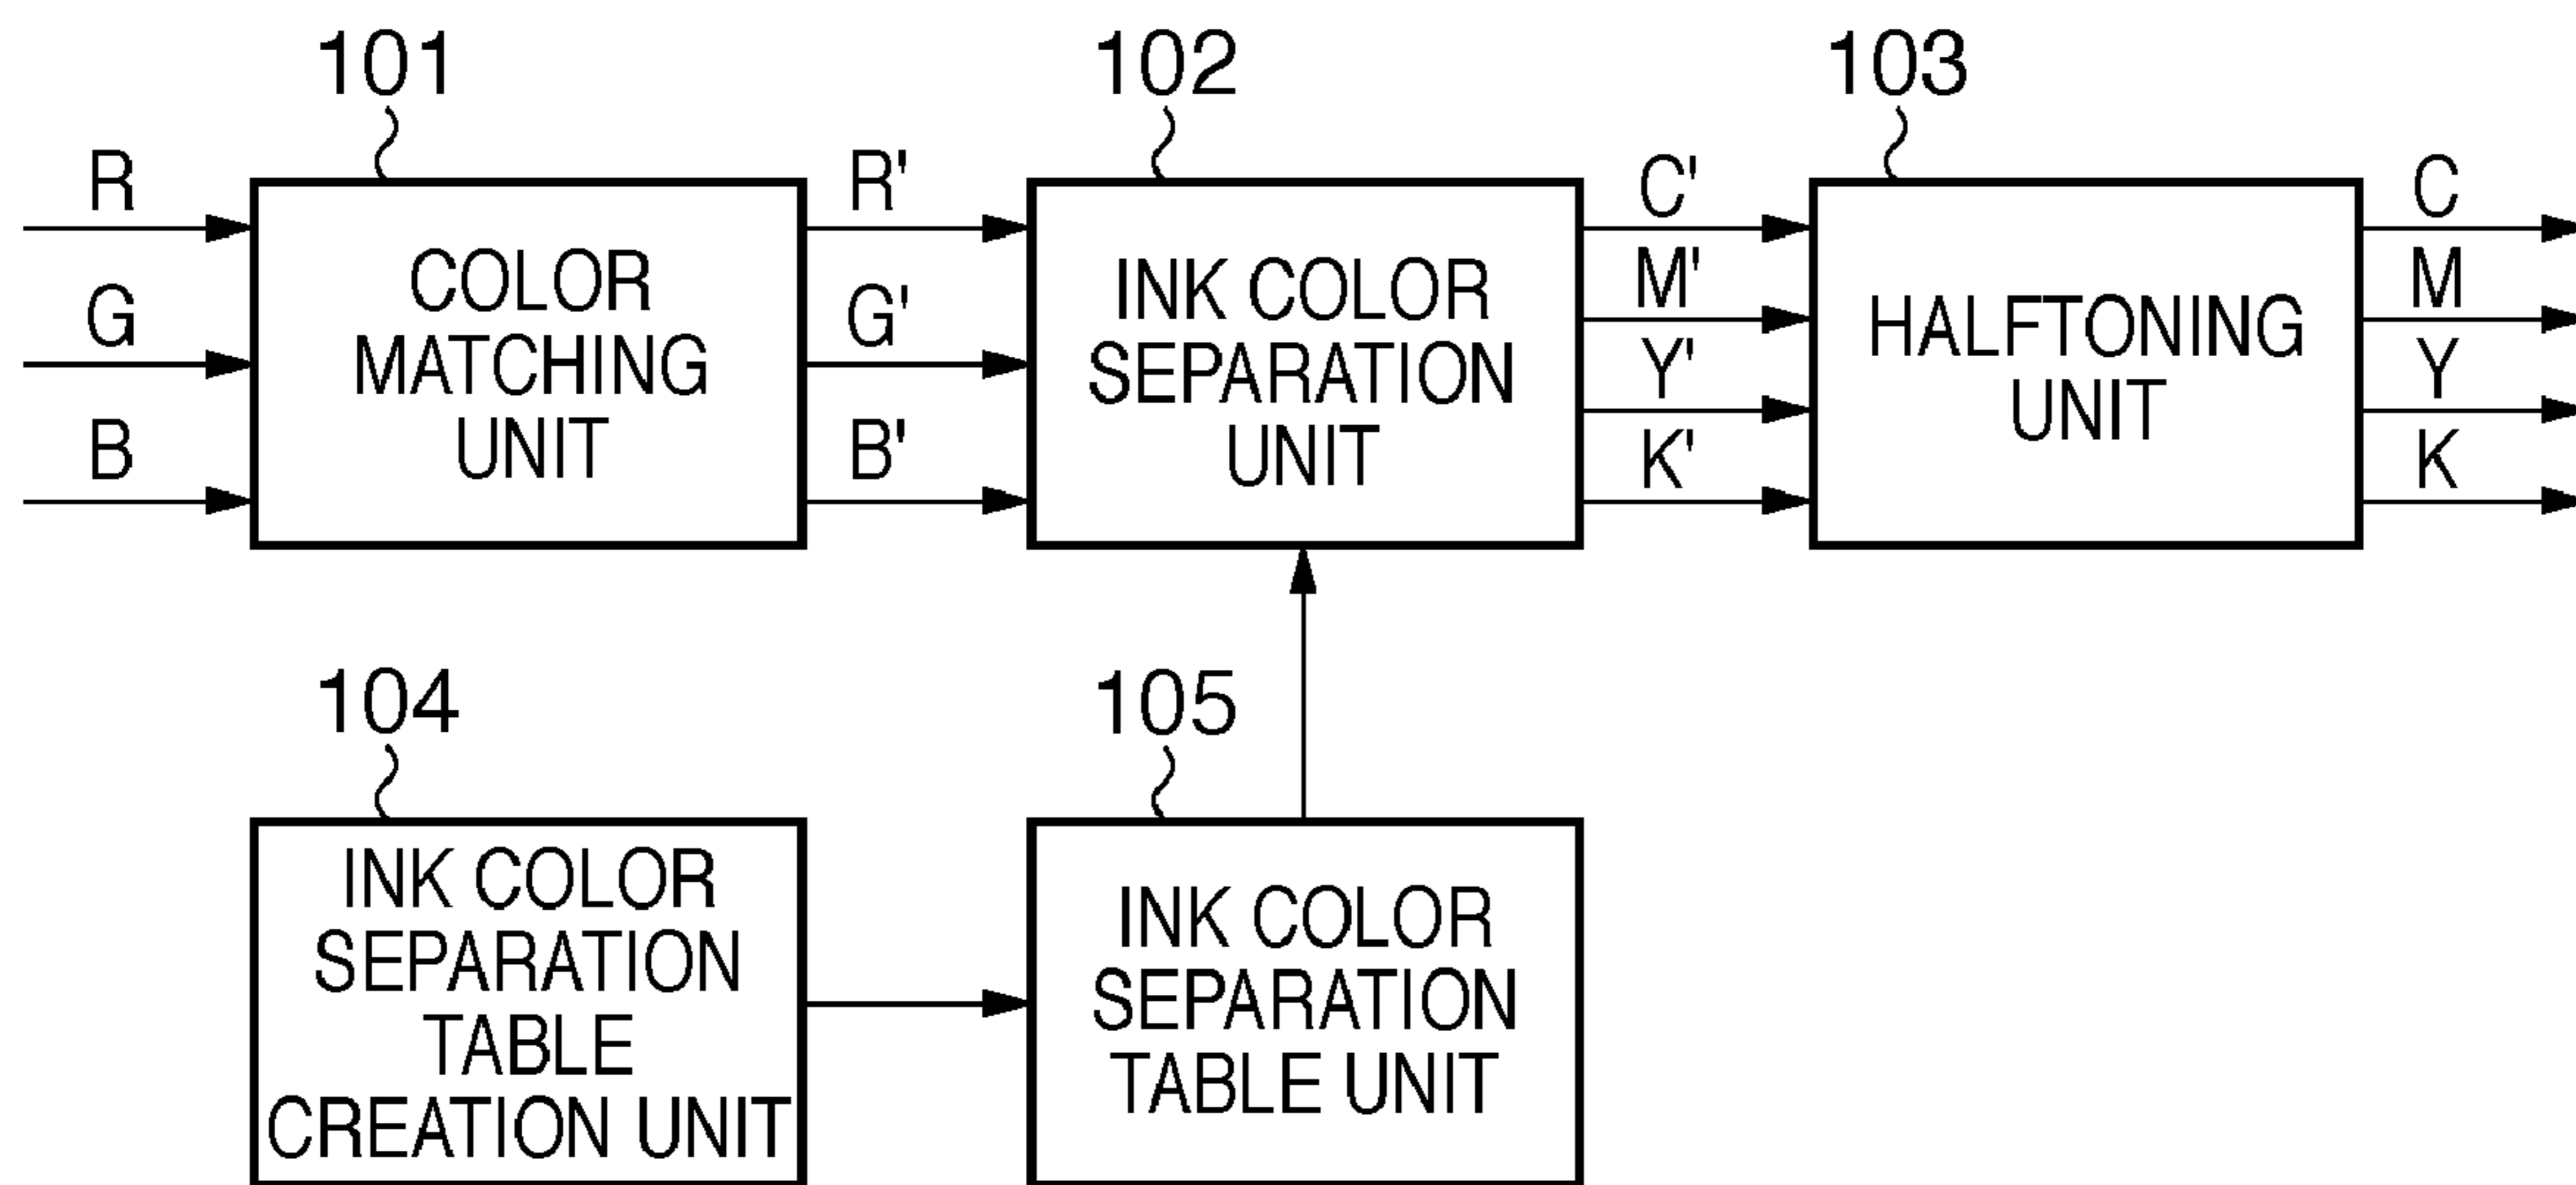 101
102
103
R
G
B
COLOR
MATCHING
UNIT
R'
G'
B'
INK COLOR
SEPARATION
UNIT
C'
M'
Y'
K'
HALFTONING
UNIT
C
M
Y
K
104
105
INK COLOR
SEPARATION
TABLE
CREATION UNIT
INK COLOR
SEPARATION
TABLE UNIT